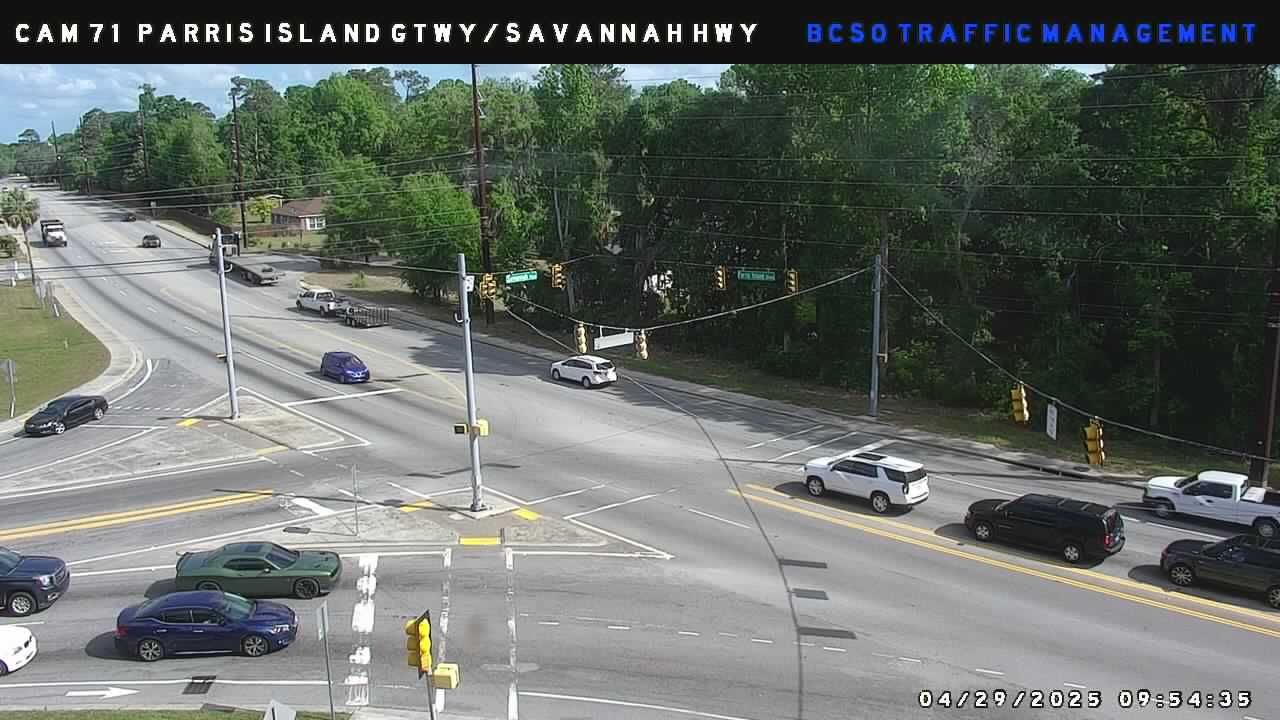 CAM 71 PARRIS ISLAND GTWY/SAVANNAH HWY BCSO TRAFFIC MANAGEMENT
04/29/2025 09:54:35